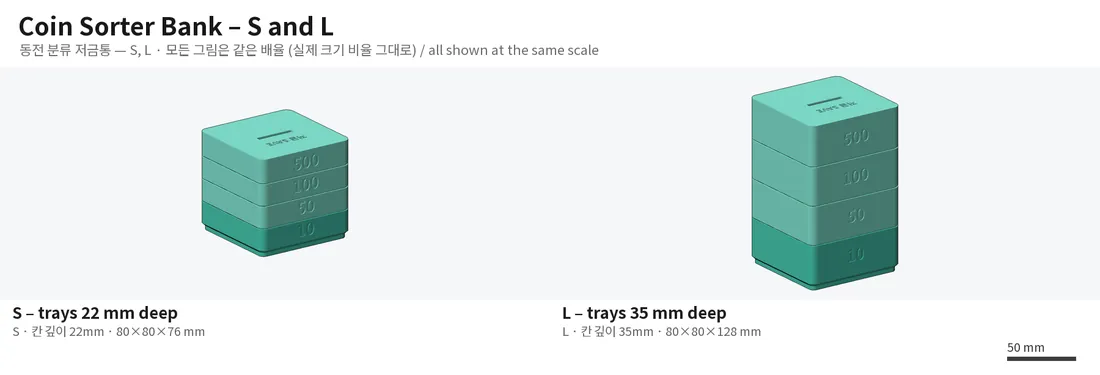 Coin Sorter Bank – S and L
동전 분류 저금통 — S, L · 모든 그림은 같은 배율 (실제 크기 비율 그대로) / all shown at the same scale
500
100
50
10
500
100
50
10
S – trays 22 mm deep
S · 칸 깊이 22mm · 80×80×76 mm
L – trays 35 mm deep
L · 칸 깊이 35mm · 80×80×128 mm
50 mm